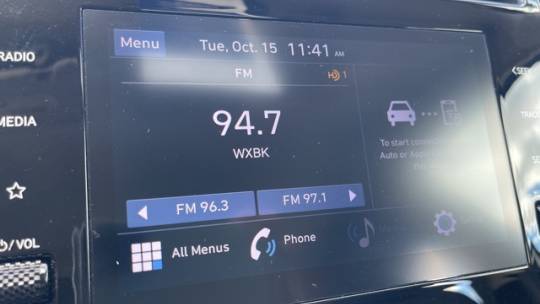 RADIO
MEDIA
VOL
Menu
Tue, Oct. 15 11:41 AM
FM
HD 1
94.7
WXBK
FM 96.3
FM 97.1
To start
Auto or
All Menus
Phone